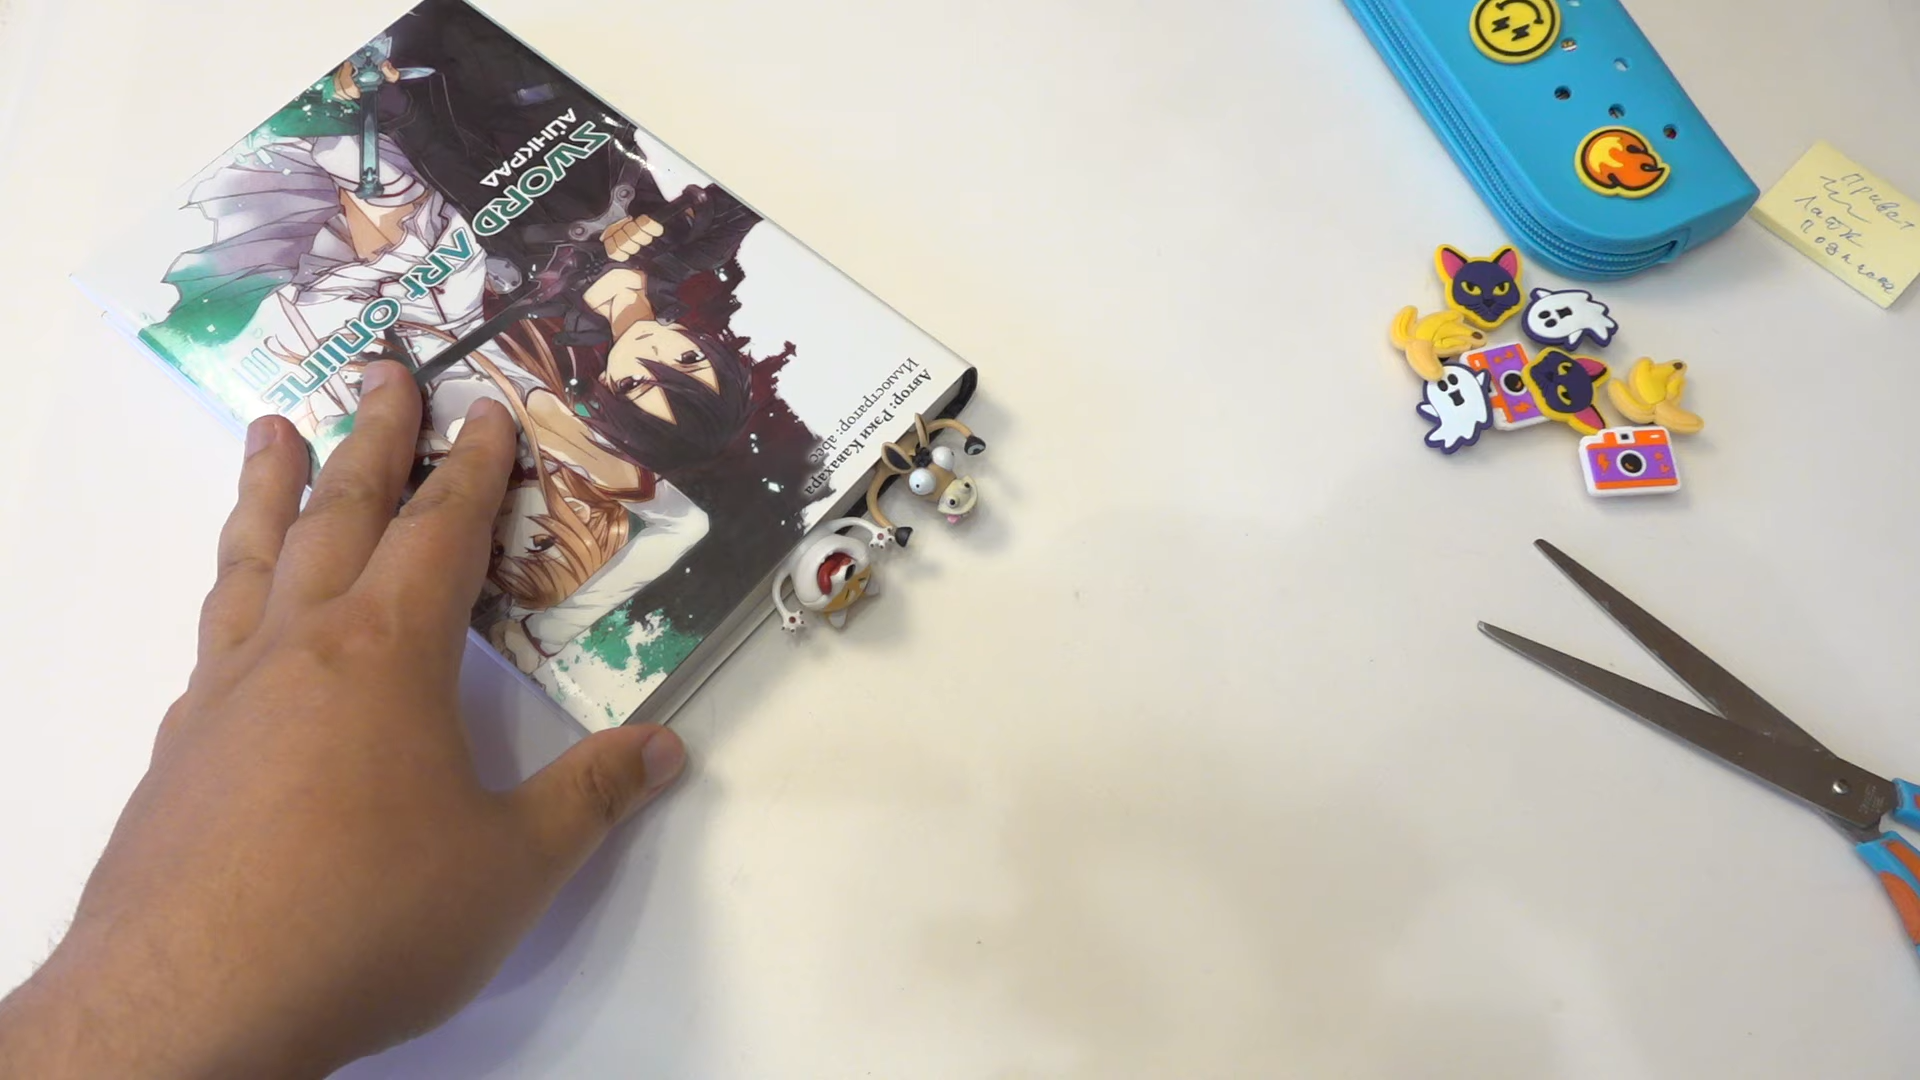 SWORD ART ONLINE
АЙНКРАД
Автор: Рэки Кавахара
Иллюстратор: abec
Привет